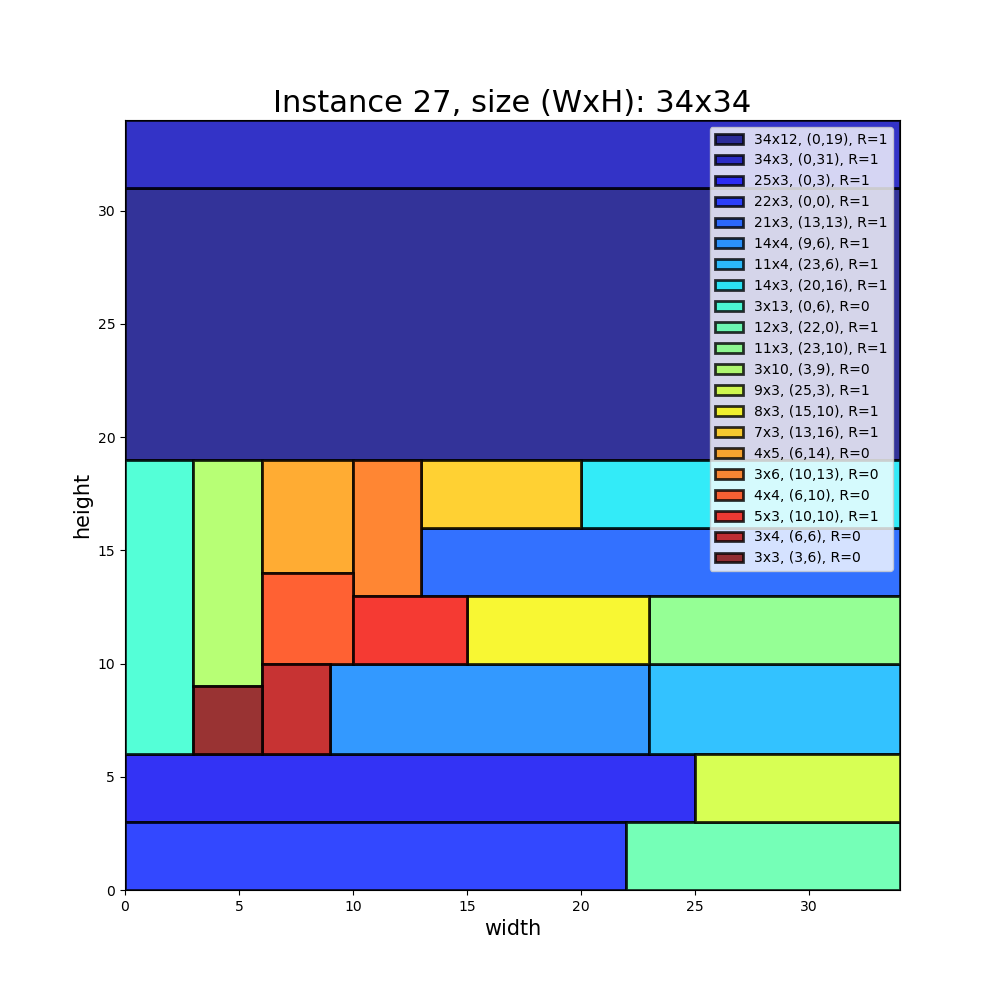 Instance 27, size (WxH): 34x34
34x12, (0,19), R=1
34x3, (0,31), R=1
25x3, (0,3), R=1
22x3, (0,0), R=1
21x3, (13,13), R=1
14x4, (9,6), R=1
11x4, (23,6), R=1
14x3, (20,16), R=1
3x13, (0,6), R=0
12x3, (22,0), R=1
11x3, (23,10), R=1
3x10, (3,9), R=0
9x3, (25,3), R=1
8x3, (15,10), R=1
7x3, (13,16), R=1
4x5, (6,14), R=0
3x6, (10,13), R=0
4x4, (6,10), R=0
5x3, (10,10), R=1
3x4, (6,6), R=0
3x3, (3,6), R=0
height
30
25
20
15
10
5
0
0 5 10 15 20 25 30
width